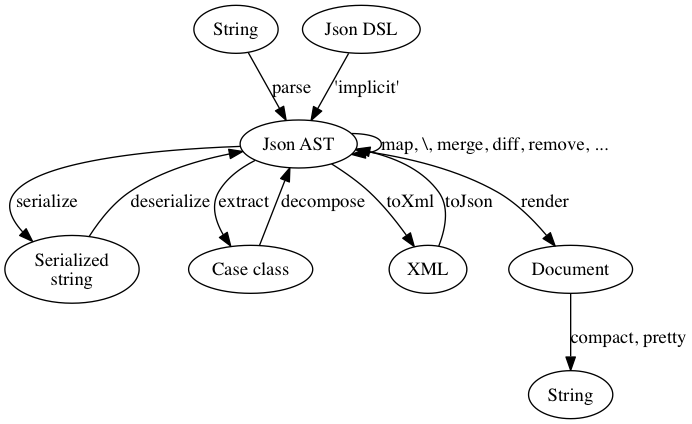 String
Json DSL
parse
'implicit'
Json AST
map, \, merge, diff, remove, ...
serialize
deserialize
extract
decompose
toXml
toJson
render
Serialized
string
Case class
XML
Document
compact, pretty
String